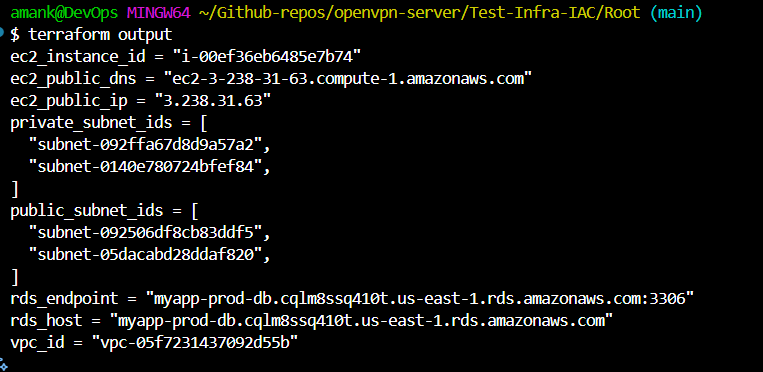 amank@DevOps MINGW64 ~/Github-repos/openvpn-server/Test-Infra-IAC/Root (main)
$ terraform output
ec2_instance_id = "i-00ef36eb6485e7b74"
ec2_public_dns = "ec2-3-238-31-63.compute-1.amazonaws.com"
ec2_public_ip = "3.238.31.63"
private_subnet_ids = [
  "subnet-092ffa67d8d9a57a2",
  "subnet-0140e780724bfef84",
]
public_subnet_ids = [
  "subnet-092506df8cb83ddf5",
  "subnet-05dacabd28ddaf820",
]
rds_endpoint = "myapp-prod-db.cqlm8ssq410t.us-east-1.rds.amazonaws.com:3306"
rds_host = "myapp-prod-db.cqlm8ssq410t.us-east-1.rds.amazonaws.com"
vpc_id = "vpc-05f7231437092d55b"